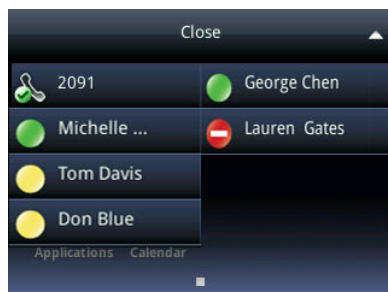 Close
2091
George Chen
Michelle ...
Lauren Gates
Tom Davis
Don Blue
Applications Calendar